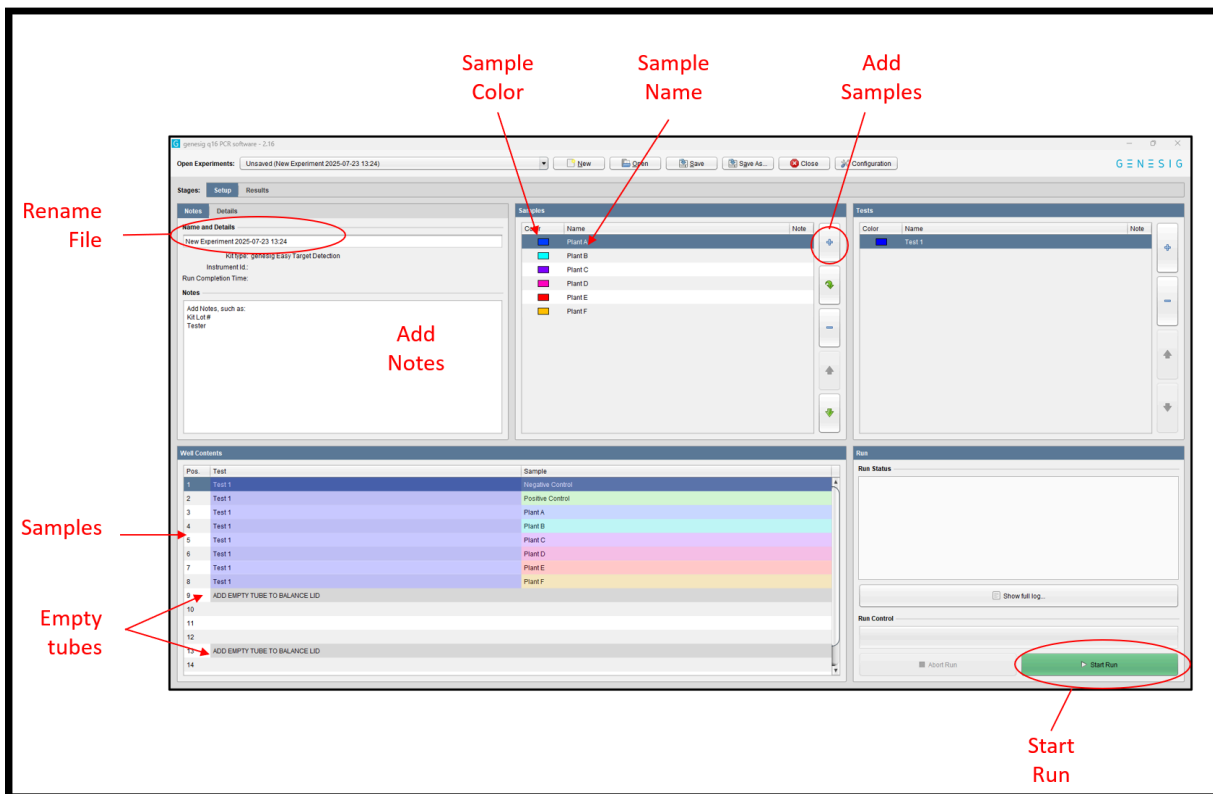 Sample
Color
Sample
Name
Add
Samples
genesig q16 PCR software - 2.16
Open Experiments: Unsaved (New Experiment 2025-07-23 13:24) New Open Save Save As... Close Configuration
GENESIG
Stages: Setup Results
Rename
File
Notes Details
Name and Details
New Experiment 2025-07-23 13:24
Kit type: genesig Easy Target Detection
Instrument Id.:
Run Completion Time:
Notes
Add Notes, such as:
Kit Lot #
Tester
Add
Notes
Samples
Color Name Note
Plant A
Plant B
Plant C
Plant D
Plant E
Plant F
Tests
Color Name Note
Test 1
Well Contents
Pos. Test Sample
1 Test 1 Negative Control
2 Test 1 Positive Control
3 Test 1 Plant A
4 Test 1 Plant B
5 Test 1 Plant C
6 Test 1 Plant D
7 Test 1 Plant E
8 Test 1 Plant F
9 ADD EMPTY TUBE TO BALANCE LID
10
11
12
13 ADD EMPTY TUBE TO BALANCE LID
14
Samples
Empty
tubes
Run
Run Status
Show full log...
Run Control
Abort Run
Start Run
Start
Run